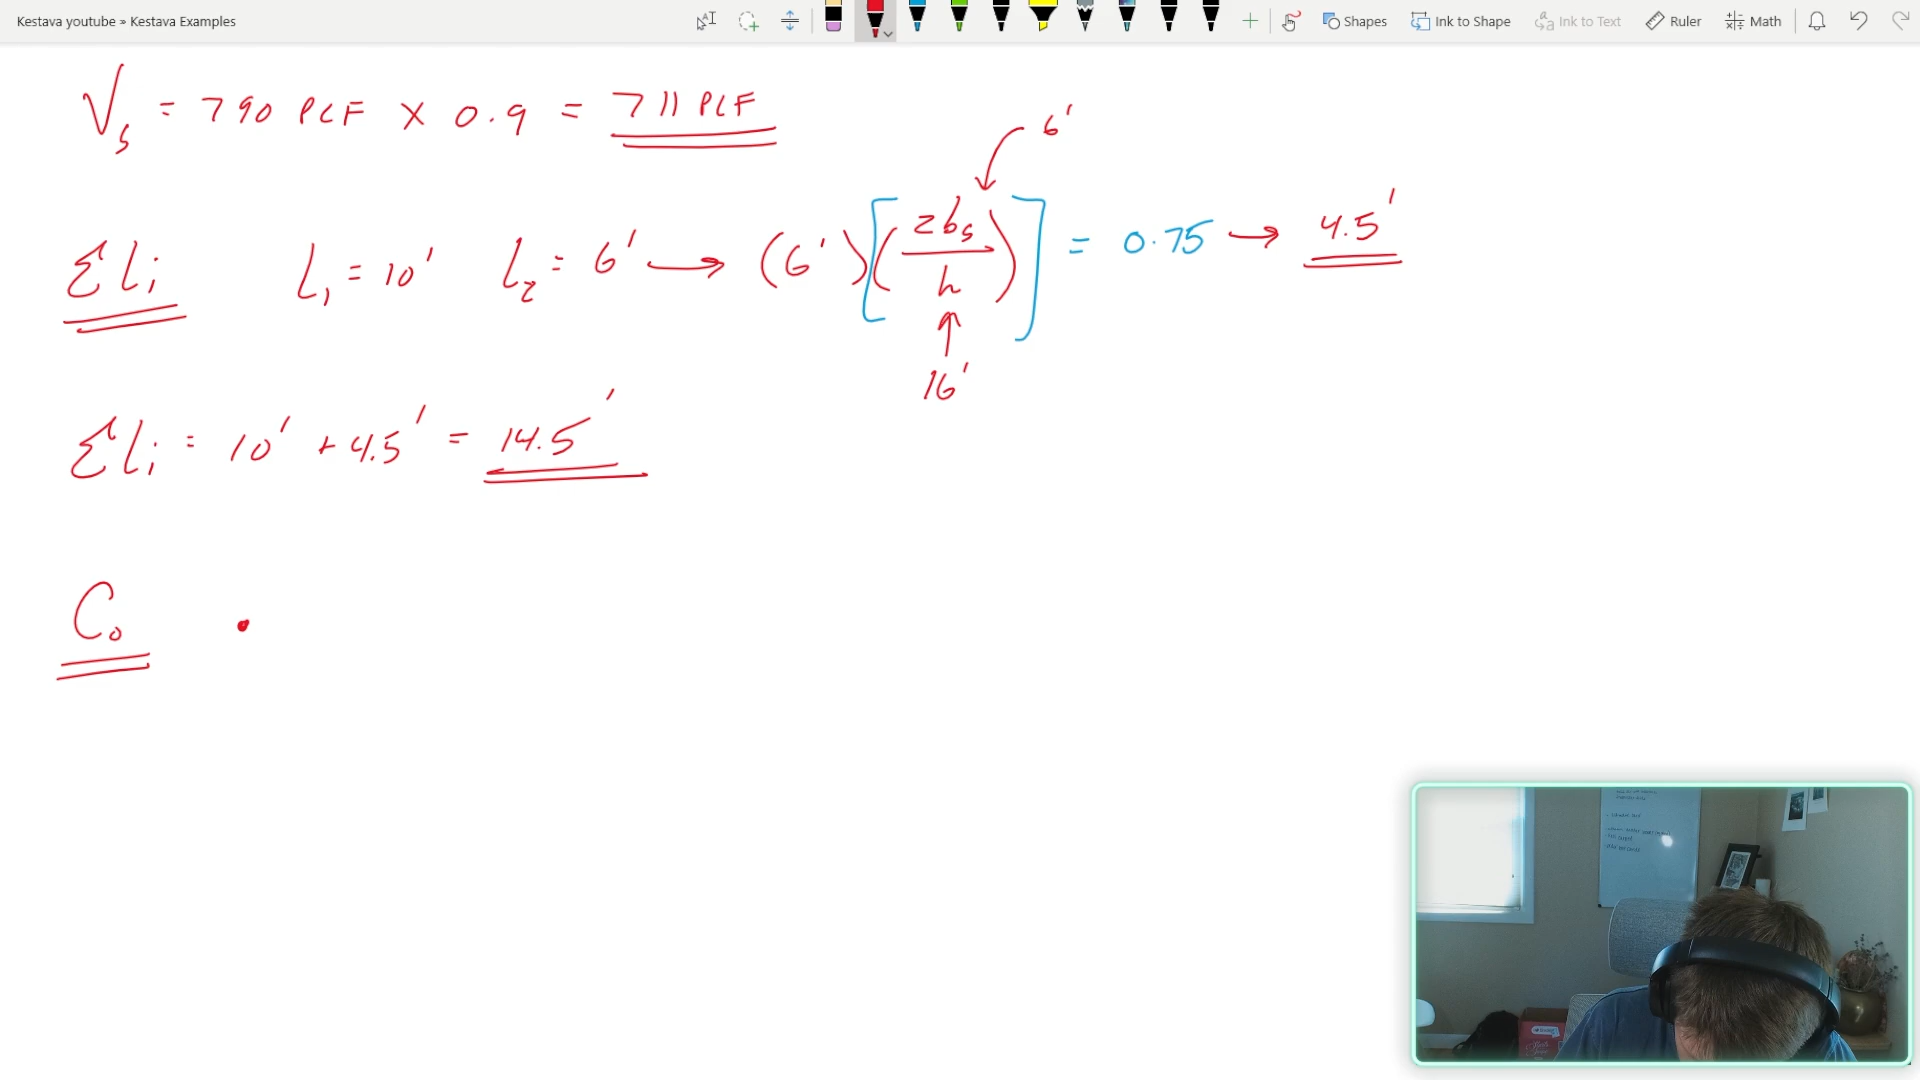 Kestava youtube » Kestava Examples
Shapes Ink to Shape Ink to Text Ruler Math
Vs = 790 PLF x 0.9 = 711 PLF
6'
ΣLi L1 = 10' L2 = 6' → (6')[(2bs/h)] = 0.75 → 4.5'
16'
ΣLi = 10' + 4.5' = 14.5'
Co